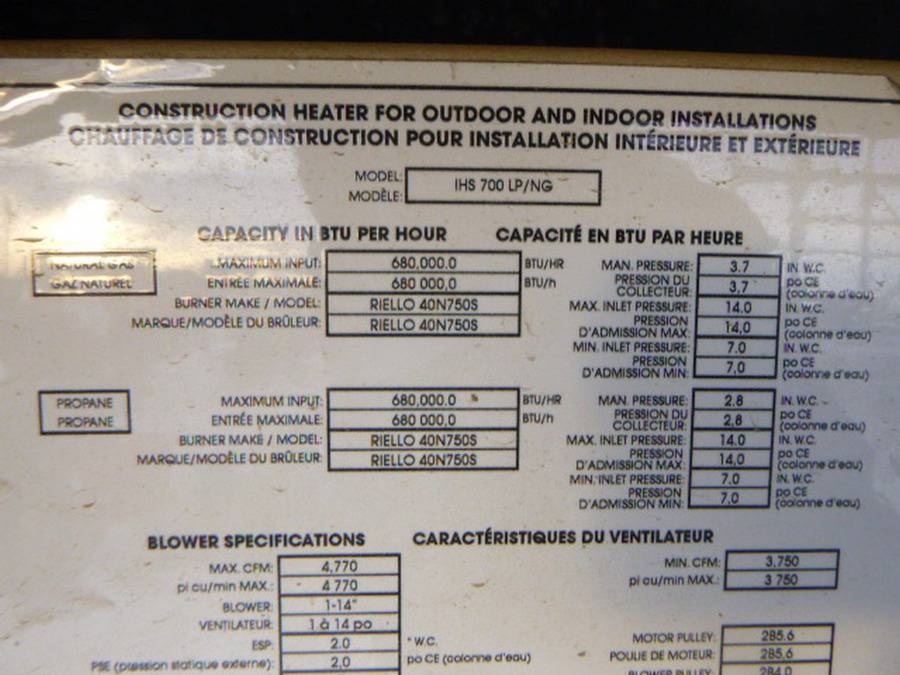 CONSTRUCTION HEATER FOR OUTDOOR AND INDOOR INSTALLATIONS
CHAUFFAGE DE CONSTRUCTION POUR INSTALLATION INTÉRIEURE ET EXTÉRIEURE
MODEL: IHS 700 LP/NG
MODÈLE:
CAPACITY IN BTU PER HOUR CAPACITÉ EN BTU PAR HEURE
NATURAL GAS MAXIMUM INPUT: 680,000.0 BTU/HR MAN. PRESSURE: 3.7 IN. W.C.
GAZ NATUREL ENTRÉE MAXIMALE: 680 000,0 BTU/h PRESSION DU COLLECTEUR: 3,7 po CE (colonne d'eau)
BURNER MAKE / MODEL: RIELLO 40N750S MAX. INLET PRESSURE: 14.0 IN. W.C.
MARQUE/MODÈLE DU BRÛLEUR: RIELLO 40N750S PRESSION D'ADMISSION MAX: 14,0 po CE (colonne d'eau)
MIN. INLET PRESSURE: 7.0 IN. W.C.
PRESSION D'ADMISSION MIN: 7,0 po CE (colonne d'eau)
PROPANE MAXIMUM INPUT: 680,000.0 BTU/HR MAN. PRESSURE: 2.8 IN. W.C.
PROPANE ENTRÉE MAXIMALE: 680 000,0 BTU/h PRESSION DU COLLECTEUR: 2,8 po CE (colonne d'eau)
BURNER MAKE / MODEL: RIELLO 40N750S MAX. INLET PRESSURE: 14.0 IN. W.C.
MARQUE/MODÈLE DU BRÛLEUR: RIELLO 40N750S PRESSION D'ADMISSION MAX: 14,0 po CE (colonne d'eau)
MIN. INLET PRESSURE: 7.0 IN. W.C.
PRESSION D'ADMISSION MIN: 7,0 po CE (colonne d'eau)
BLOWER SPECIFICATIONS CARACTÉRISTIQUES DU VENTILATEUR
MAX. CFM: 4,770 MIN. CFM: 3,750
pi cu/min MAX.: 4 770 pi cu/min MAX.: 3 750
BLOWER: 1-14"
VENTILATEUR: 1 à 14 po
ESP: 2.0 " W.C. MOTOR PULLEY: 2B5.6
PSE (pression statique externe): 2,0 po CE (colonne d'eau) POULIE DE MOTEUR: 2B5,6
BLOWER PULLEY: